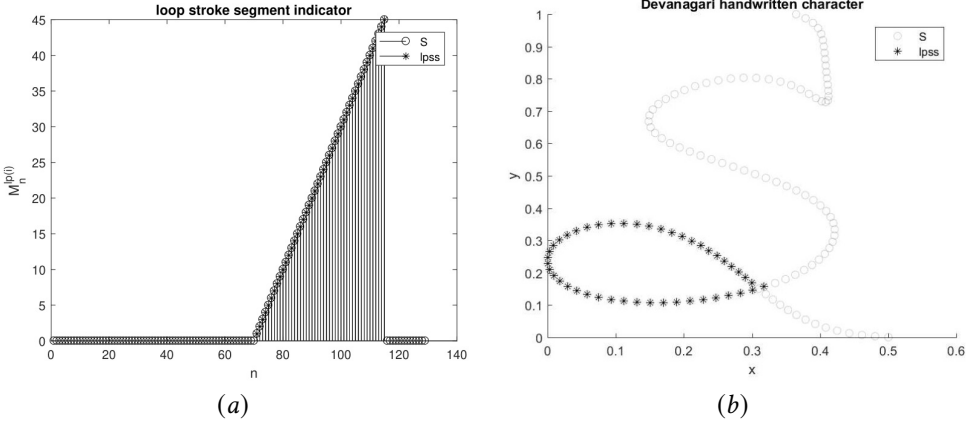 loop stroke segment indicator
S
lpss
45
40
35
30
25
20
15
10
5
0
M_n^{lp(i)}
0 20 40 60 80 100 120 140
n
(a)
Devanagari handwritten character
S
lpss
1
0.9
0.8
0.7
0.6
0.5
0.4
0.3
0.2
0.1
0
y
0 0.1 0.2 0.3 0.4 0.5 0.6
x
(b)